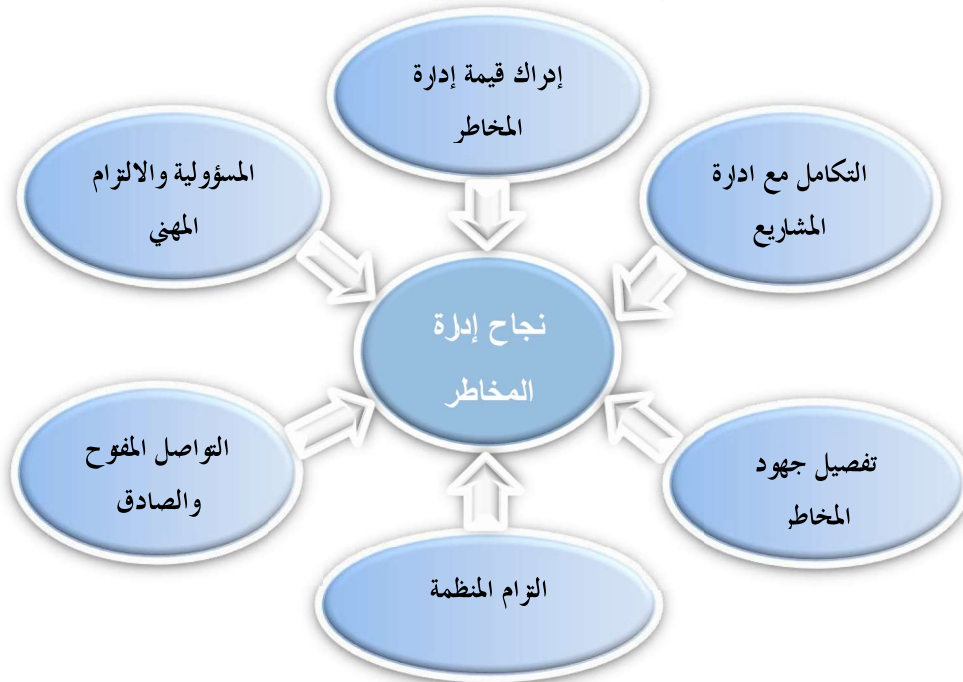 إدراك قيمة إدارة
المخاطر
التكامل مع ادارة
المشاريع
المسؤولية والالتزام
المهني
نجاح إدارة
المخاطر
تفصيل جهود
المخاطر
التواصل المفتوح
والصادق
التزام المنظمة